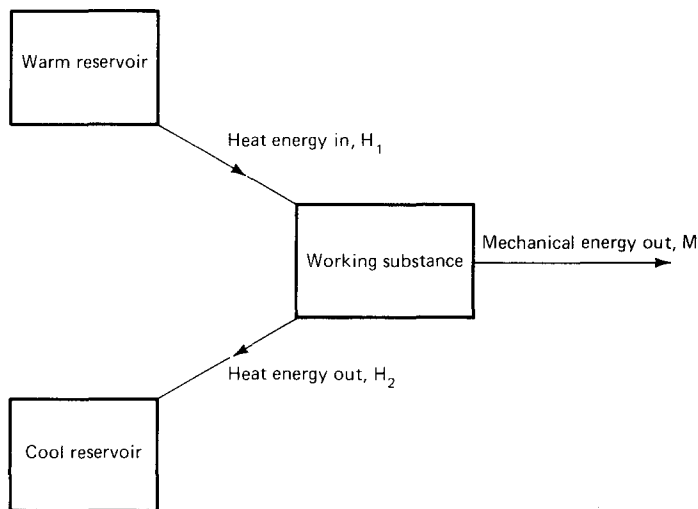 Warm reservoir
Heat energy in, H₁
Mechanical energy out, M
Working substance
Heat energy out, H₂
Cool reservoir